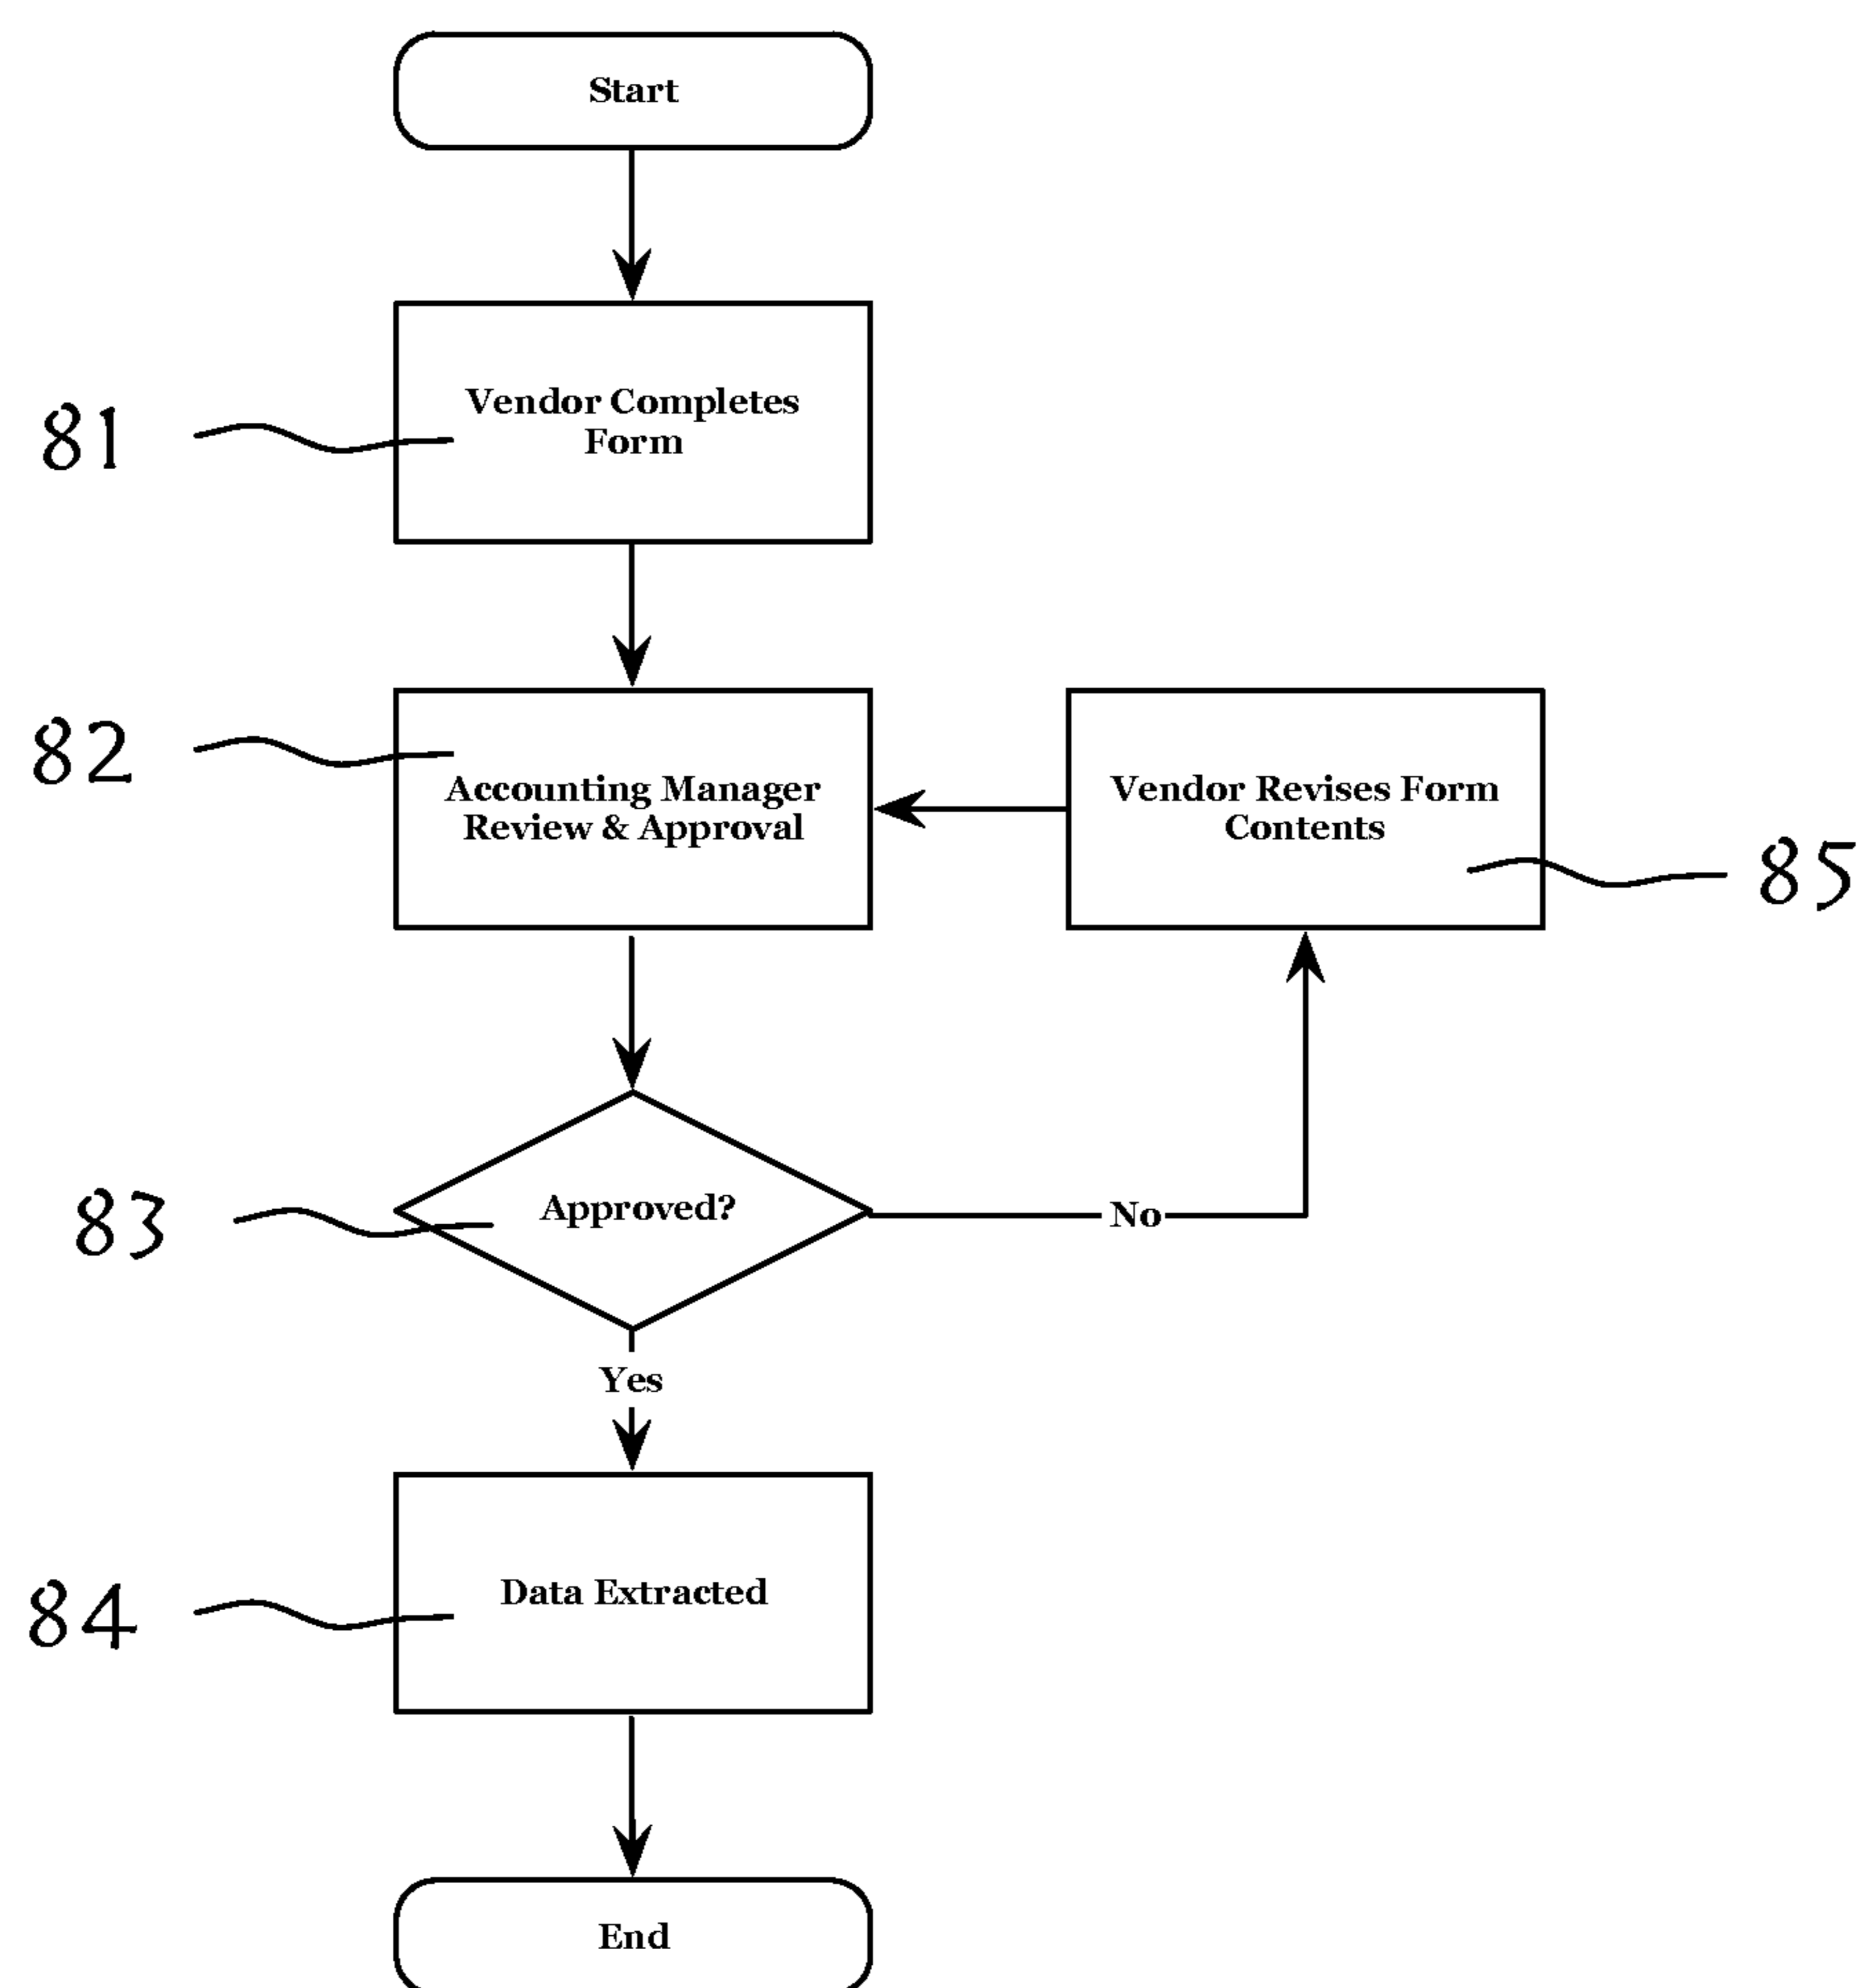 Start
81
Vendor Completes
Form
82
Accounting Manager
Review & Approval
Vendor Revises Form
Contents
85
83
Approved?
No
Yes
84
Data Extracted
End